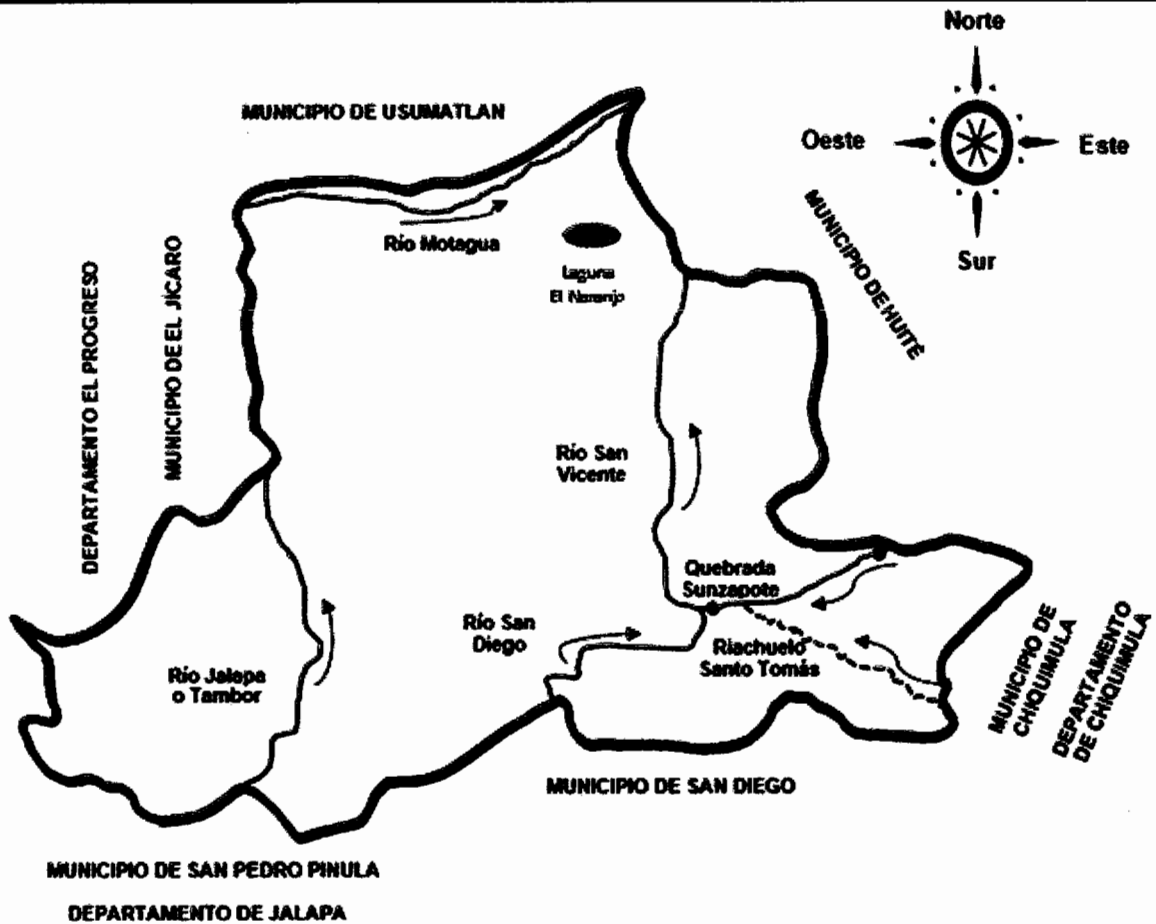 Norte
MUNICIPIO DE USUMATLAN
Oeste
Este
Sur
Río Motagua
Laguna
El Naranjo
MUNICIPIO DE HUITÉ
DEPARTAMENTO EL PROGRESO
MUNICIPIO DE EL JÍCARO
Río San
Vicente
Quebrada
Sunzapote
Río San
Diego
Riachuelo
Santo Tomás
Río Jalapa
o Tambor
MUNICIPIO DE
CHIQUIMULA
DEPARTAMENTO
DE CHIQUIMULA
MUNICIPIO DE SAN DIEGO
MUNICIPIO DE SAN PEDRO PINULA
DEPARTAMENTO DE JALAPA